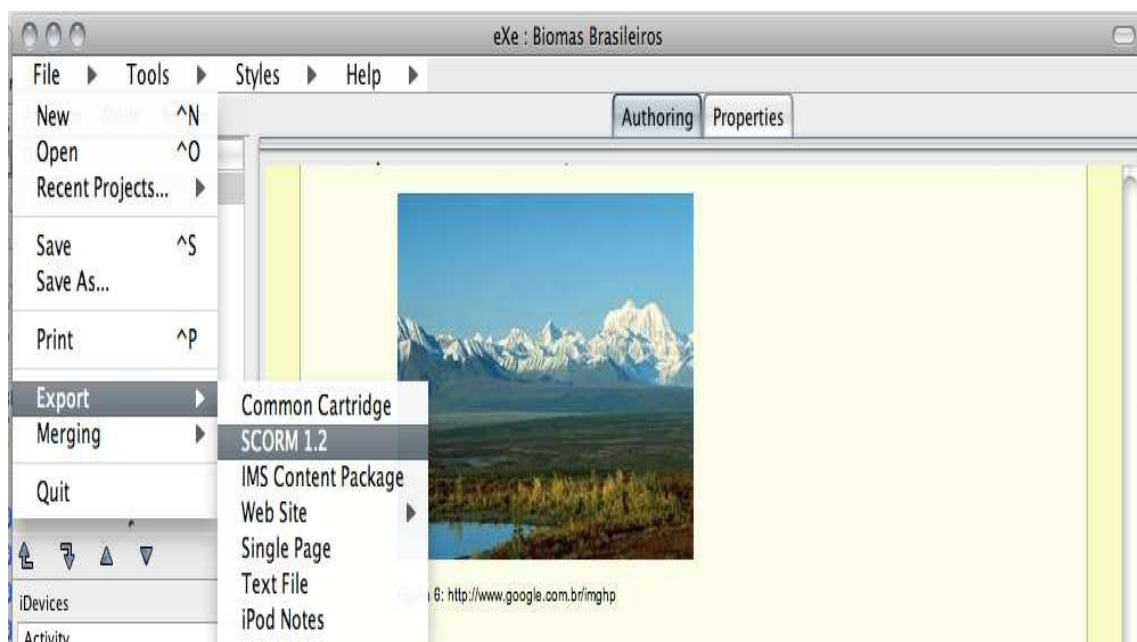 eXe : Biomas Brasileiros
File Tools Styles Help
New ^N
Open ^O
Recent Projects...
Save ^S
Save As...
Print ^P
Export
Merging
Quit
Common Cartridge
SCORM 1.2
IMS Content Package
Web Site
Single Page
Text File
iPod Notes
Authoring Properties
6: http://www.google.com.br/imghp
iDevices
Activity